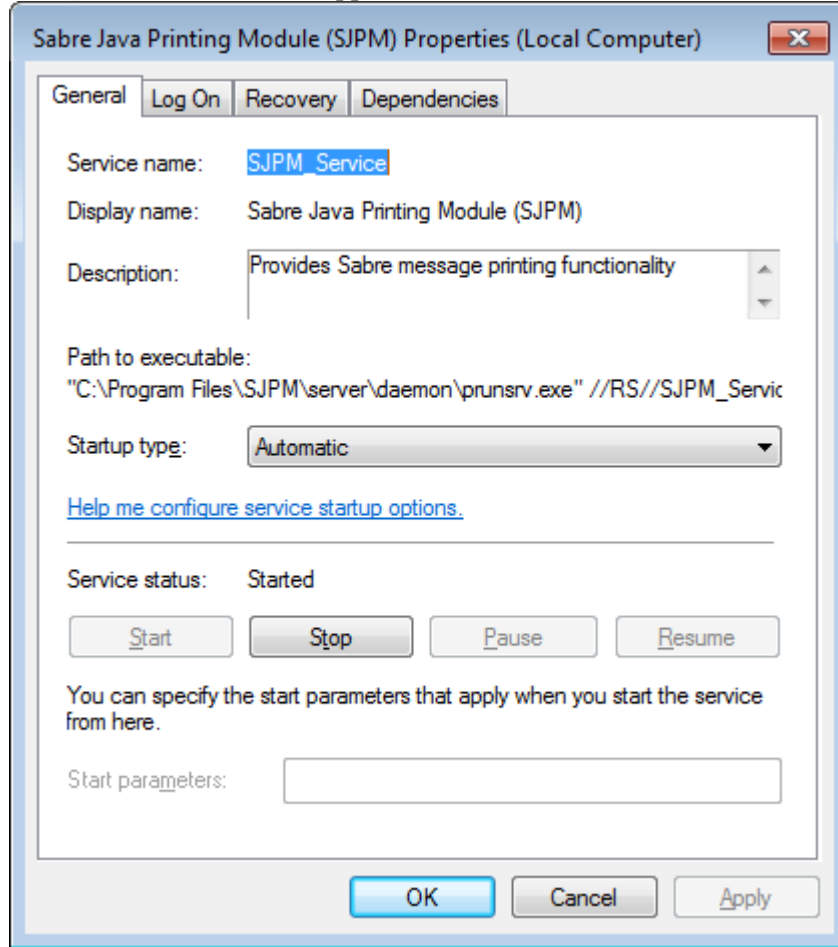 Sabre Java Printing Module (SJPM) Properties (Local Computer)
General Log On Recovery Dependencies
Service name: SJPM_Service
Display name: Sabre Java Printing Module (SJPM)
Description: Provides Sabre message printing functionality
Path to executable:
"C:\Program Files\SJPM\server\daemon\prunsrv.exe" //RS//SJPM_Servic
Startup type: Automatic
Help me configure service startup options.
Service status: Started
Start Stop Pause Resume
You can specify the start parameters that apply when you start the service
from here.
Start parameters:
OK Cancel Apply